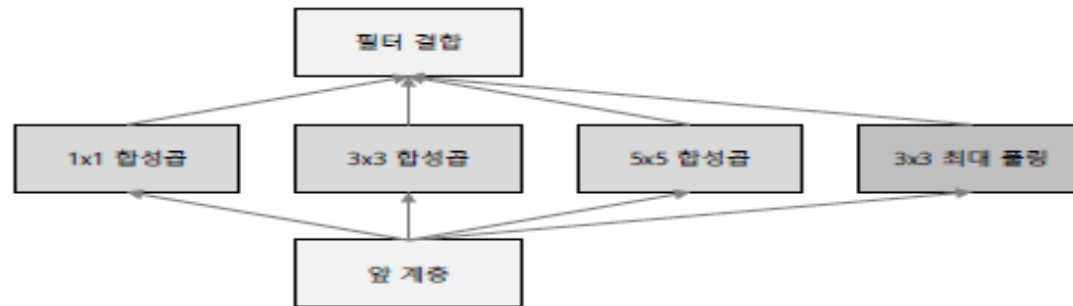 필터 결합
1x1 합성곱
3x3 합성곱
5x5 합성곱
3x3 최대 풀링
앞 계층